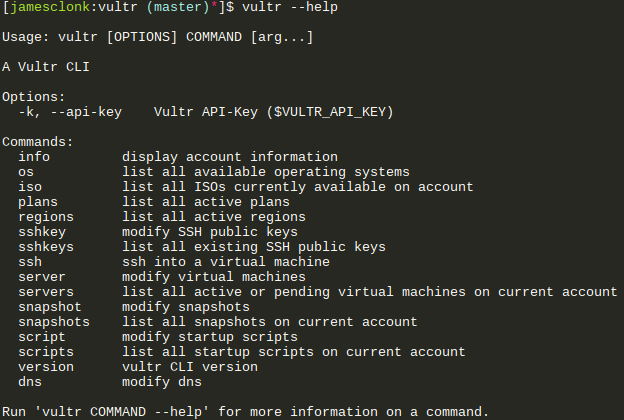 [jamesclonk:vultr (master)*]$ vultr --help
Usage: vultr [OPTIONS] COMMAND [arg...]
A Vultr CLI
Options:
  -k, --api-key    Vultr API-Key ($VULTR_API_KEY)
Commands:
  info         display account information
  os           list all available operating systems
  iso          list all ISOs currently available on account
  plans        list all active plans
  regions      list all active regions
  sshkey       modify SSH public keys
  sshkeys      list all existing SSH public keys
  ssh          ssh into a virtual machine
  server       modify virtual machines
  servers      list all active or pending virtual machines on current account
  snapshot     modify snapshots
  snapshots    list all snapshots on current account
  script       modify startup scripts
  scripts      list all startup scripts on current account
  version      vultr CLI version
  dns          modify dns
Run 'vultr COMMAND --help' for more information on a command.